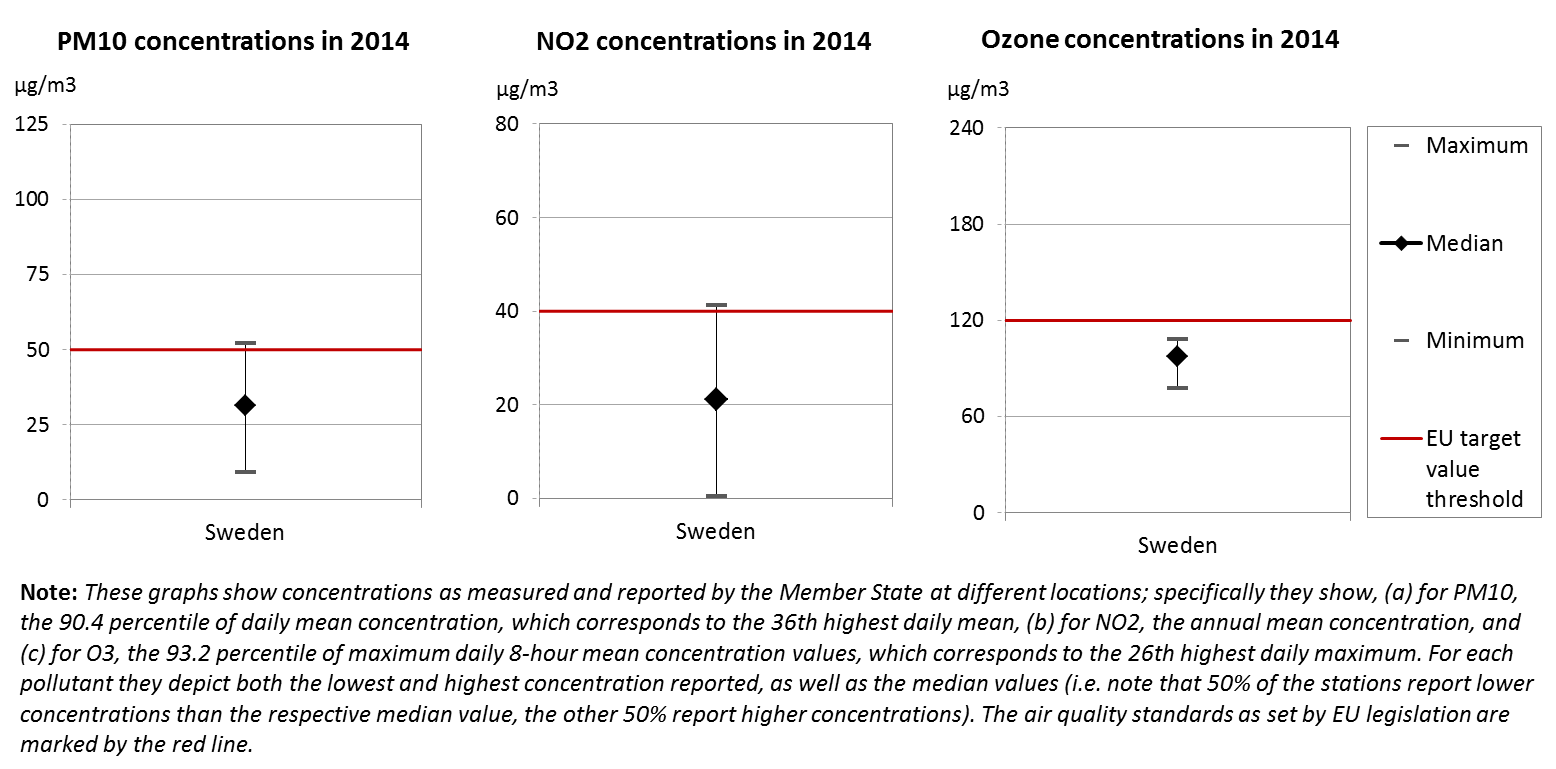 PM10 concentrations in 2014
µg/m3
125
100
75
50
25
0
Sweden
NO2 concentrations in 2014
µg/m3
80
60
40
20
0
Sweden
Ozone concentrations in 2014
µg/m3
240
180
120
60
0
Sweden
Maximum
Median
Minimum
EU target
value
threshold
Note: These graphs show concentrations as measured and reported by the Member State at different locations; specifically they show, (a) for PM10,
the 90.4 percentile of daily mean concentration, which corresponds to the 36th highest daily mean, (b) for NO2, the annual mean concentration, and
(c) for O3, the 93.2 percentile of maximum daily 8-hour mean concentration values, which corresponds to the 26th highest daily maximum. For each
pollutant they depict both the lowest and highest concentration reported, as well as the median values (i.e. note that 50% of the stations report lower
concentrations than the respective median value, the other 50% report higher concentrations). The air quality standards as set by EU legislation are
marked by the red line.